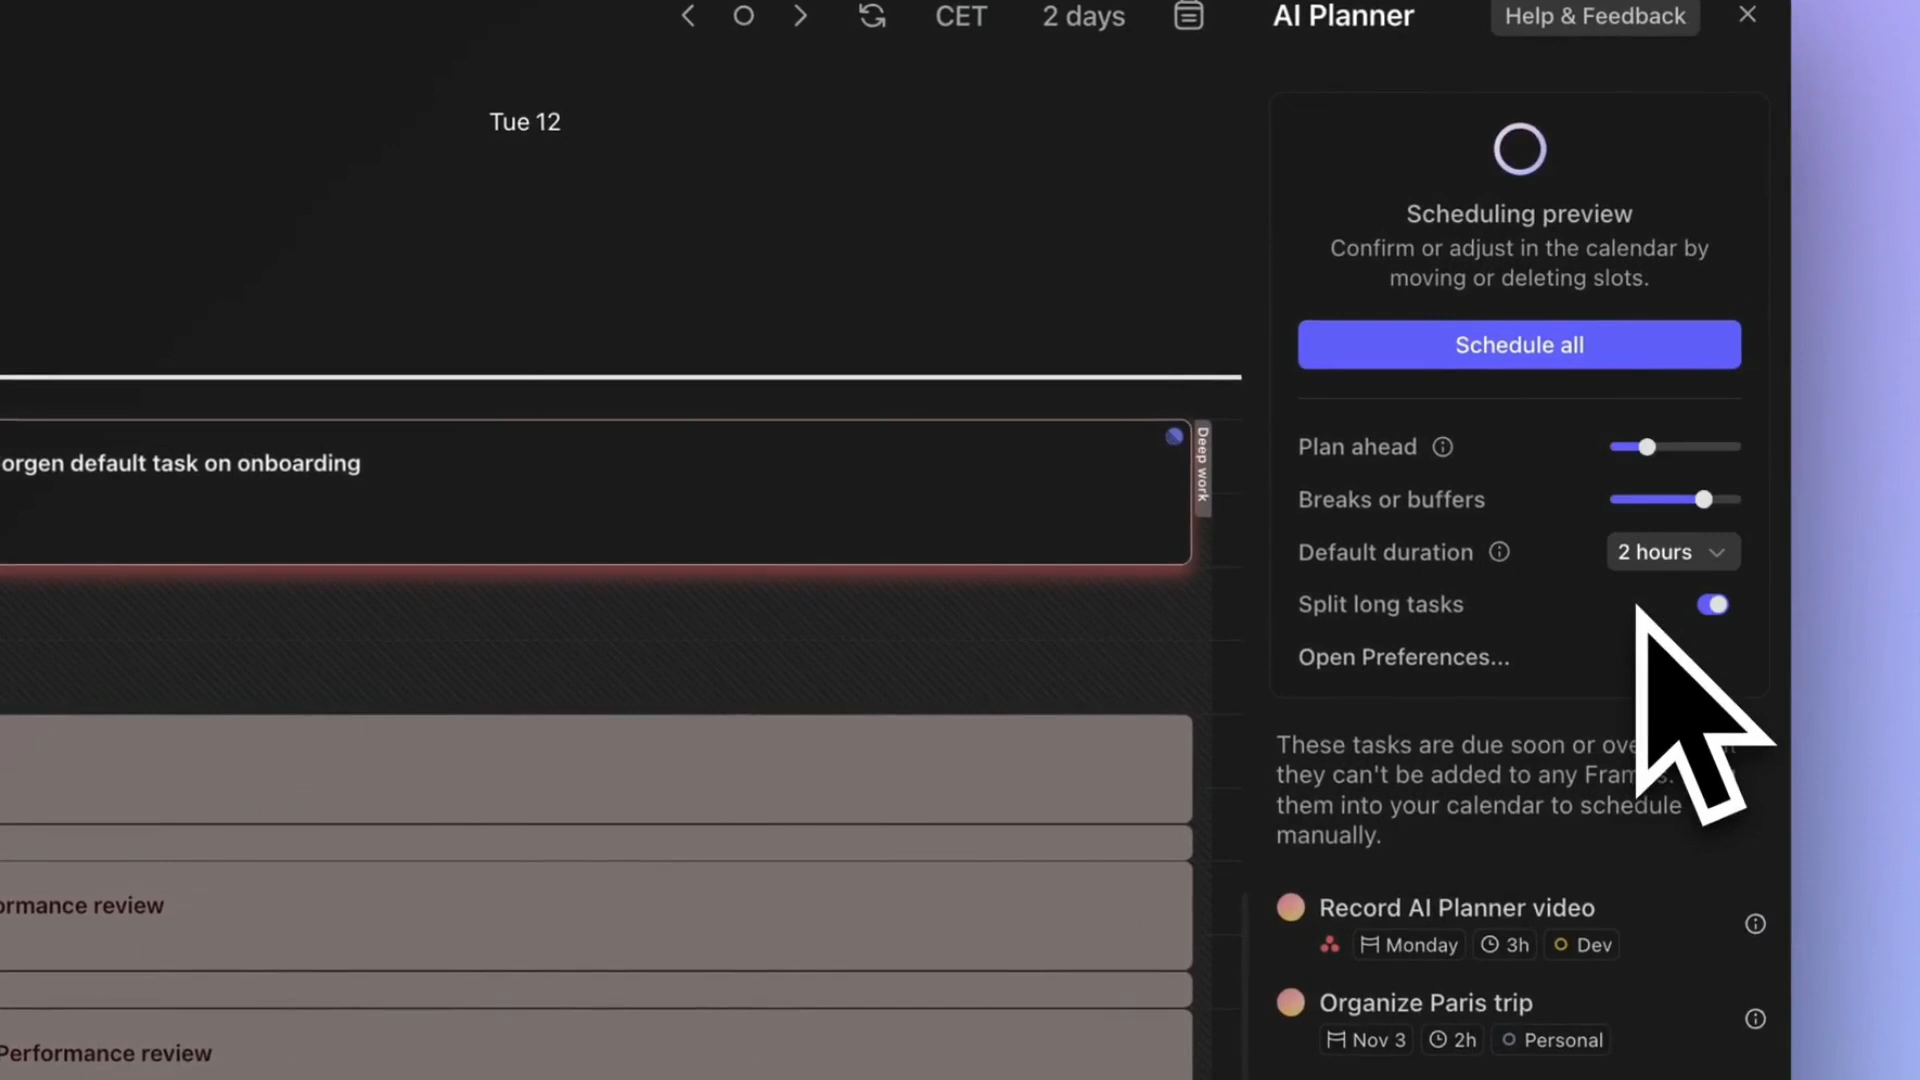 CET
2 days
AI Planner
Help & Feedback
Tue 12
Scheduling preview
Confirm or adjust in the calendar by
moving or deleting slots.
Schedule all
orgen default task on onboarding
Deep work
Plan ahead
Breaks or buffers
Default duration
2 hours
Split long tasks
Open Preferences...
These tasks are due soon or
they can't be added to any
them into your calendar to schedule
manually.
ormance review
Performance review
Record AI Planner video
Monday 3h Dev
Organize Paris trip
Nov 3 2h Personal